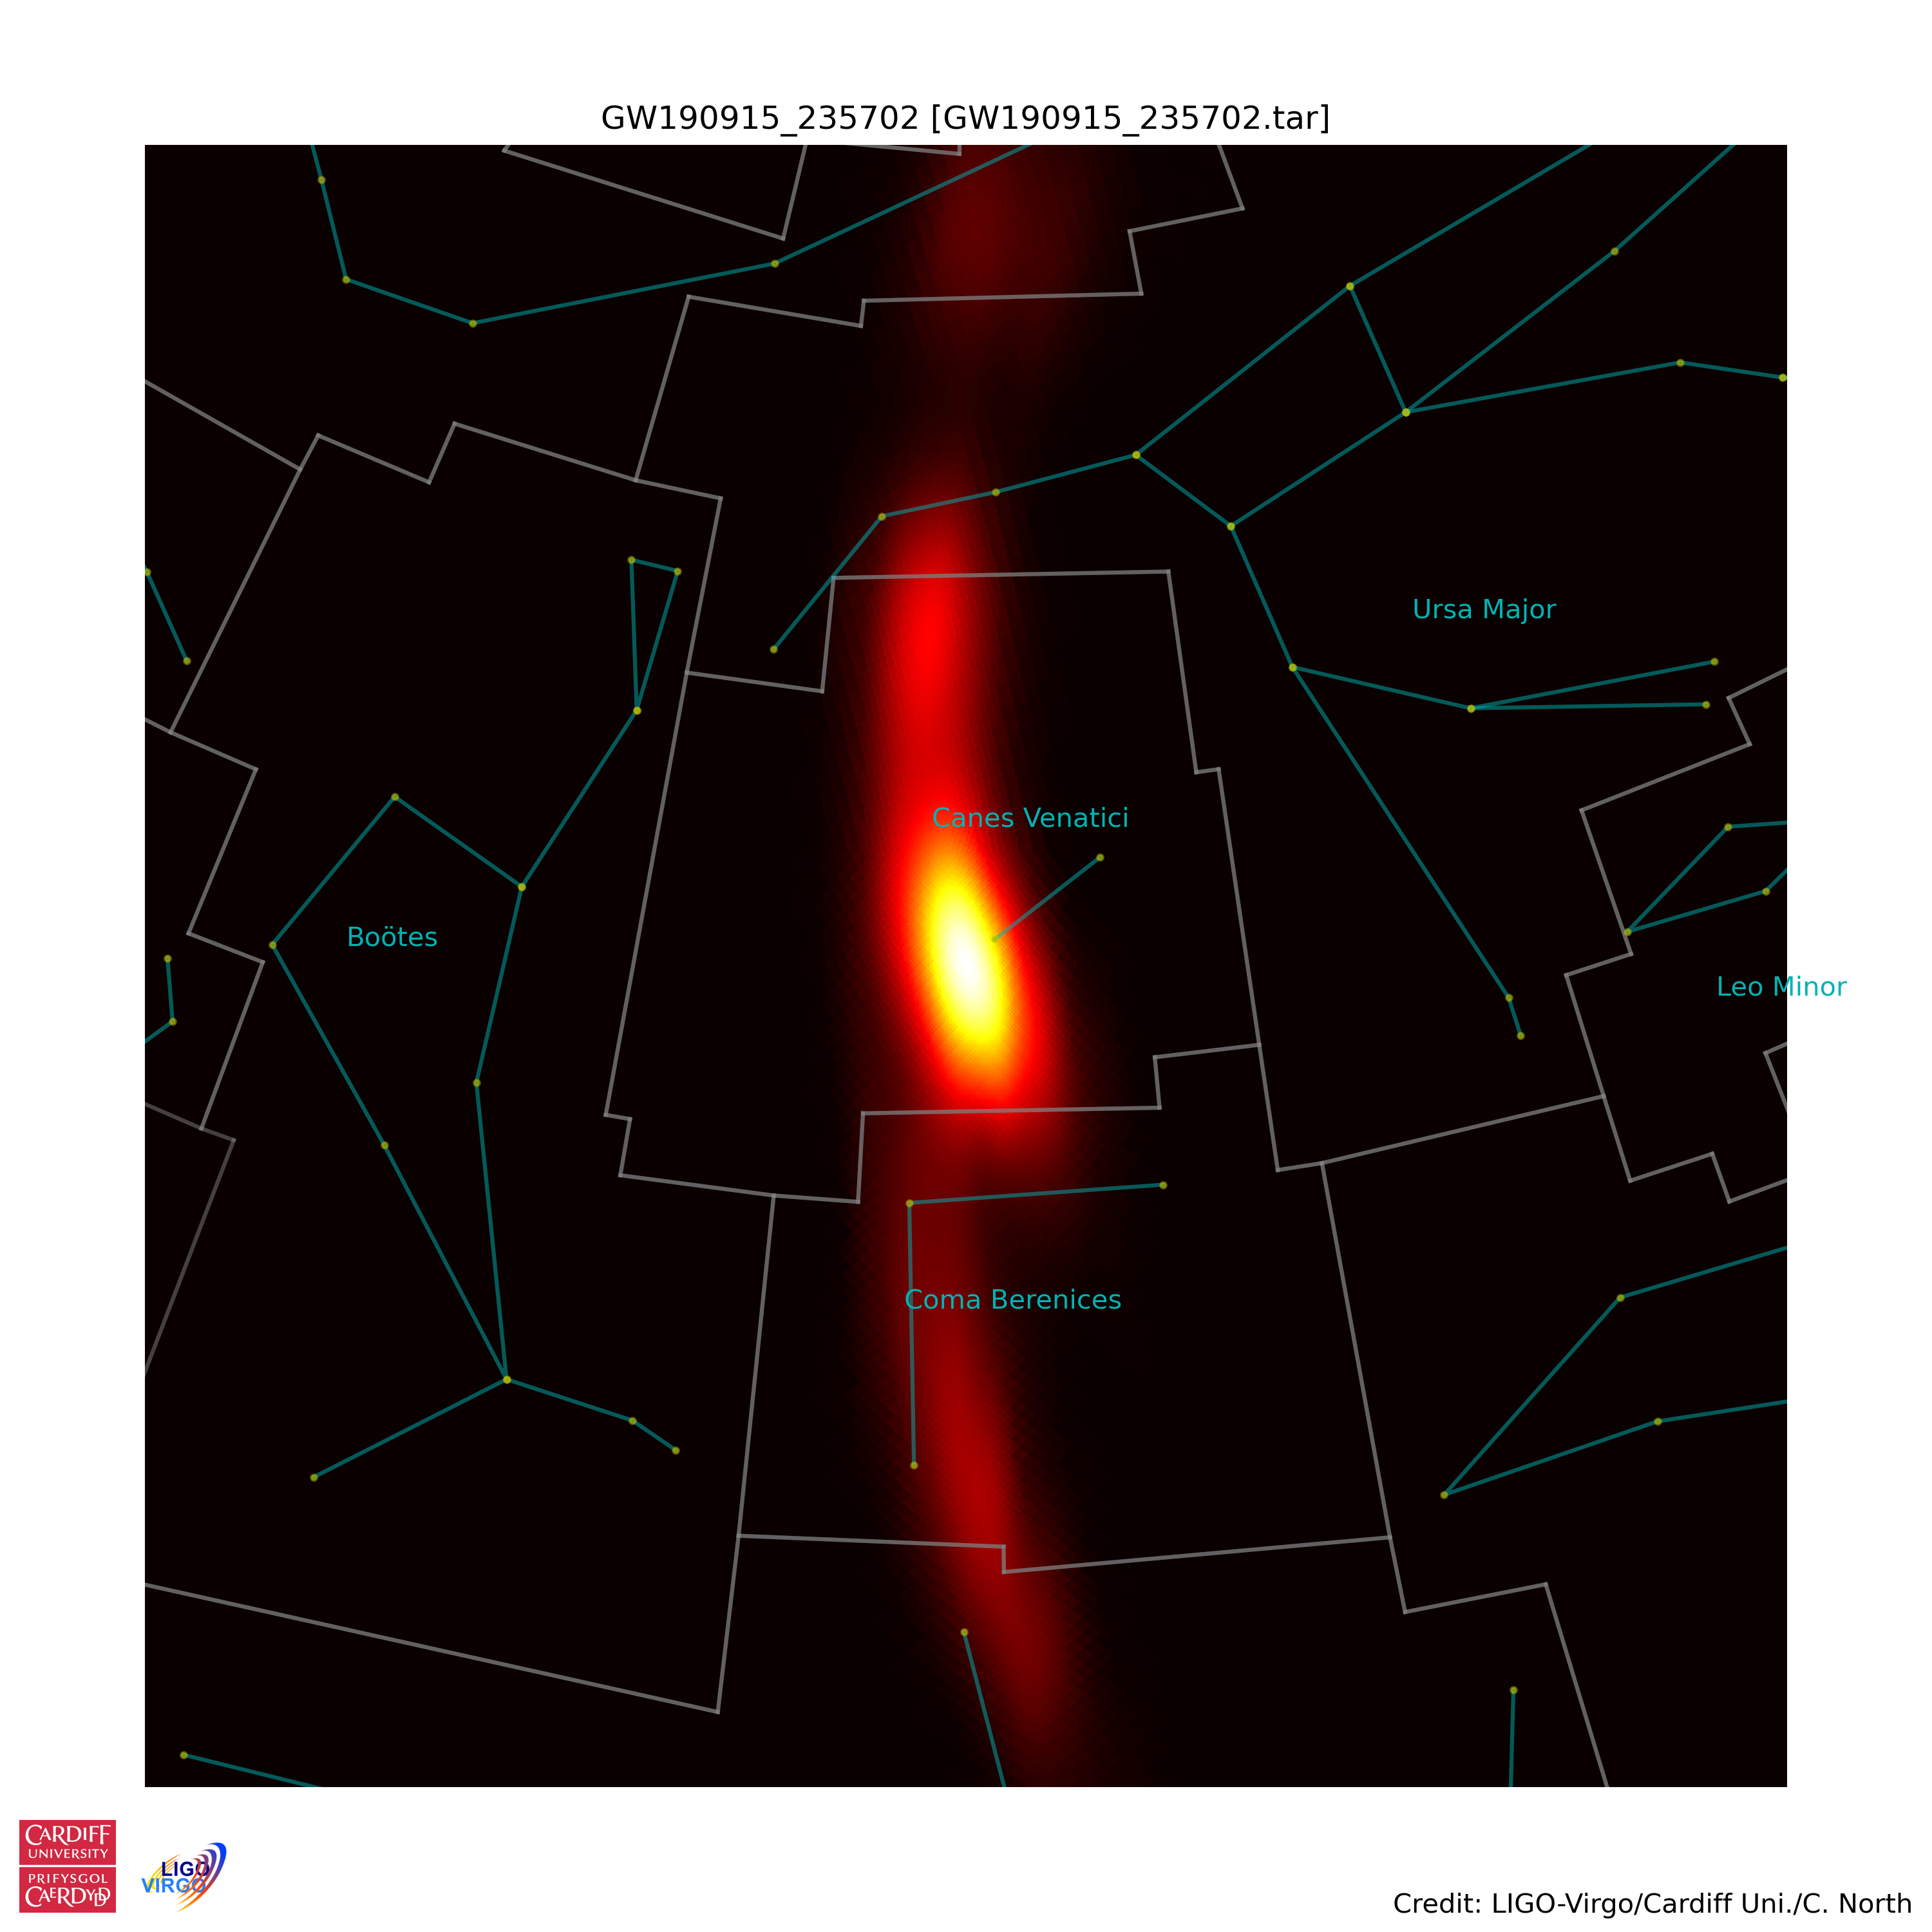 GW190915_235702 [GW190915_235702.tar]
Ursa Major
Canes Venatici
Boötes
Leo Minor
Coma Berenices
CARDIFF
UNIVERSITY
PRIFYSGOL
CAERDYDD
LIGO
VIRGO
Credit: LIGO-Virgo/Cardiff Uni./C. North